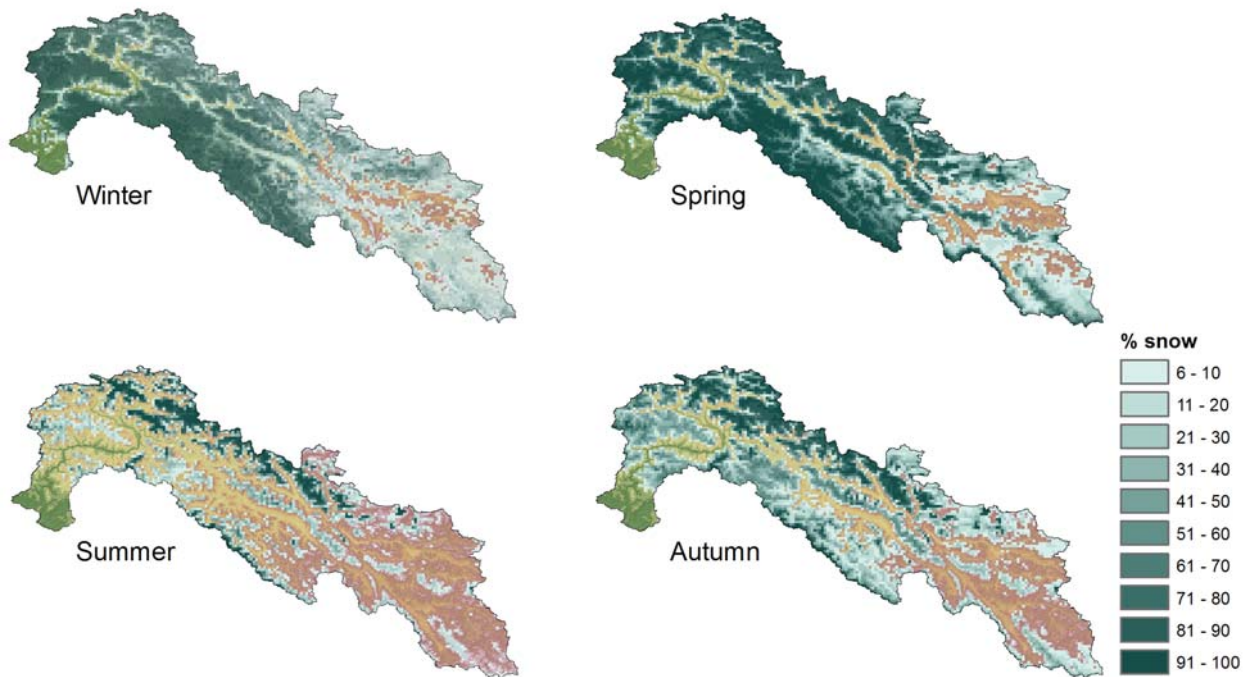 Winter
Spring
Summer
Autumn
% snow
6 - 10
11 - 20
21 - 30
31 - 40
41 - 50
51 - 60
61 - 70
71 - 80
81 - 90
91 - 100